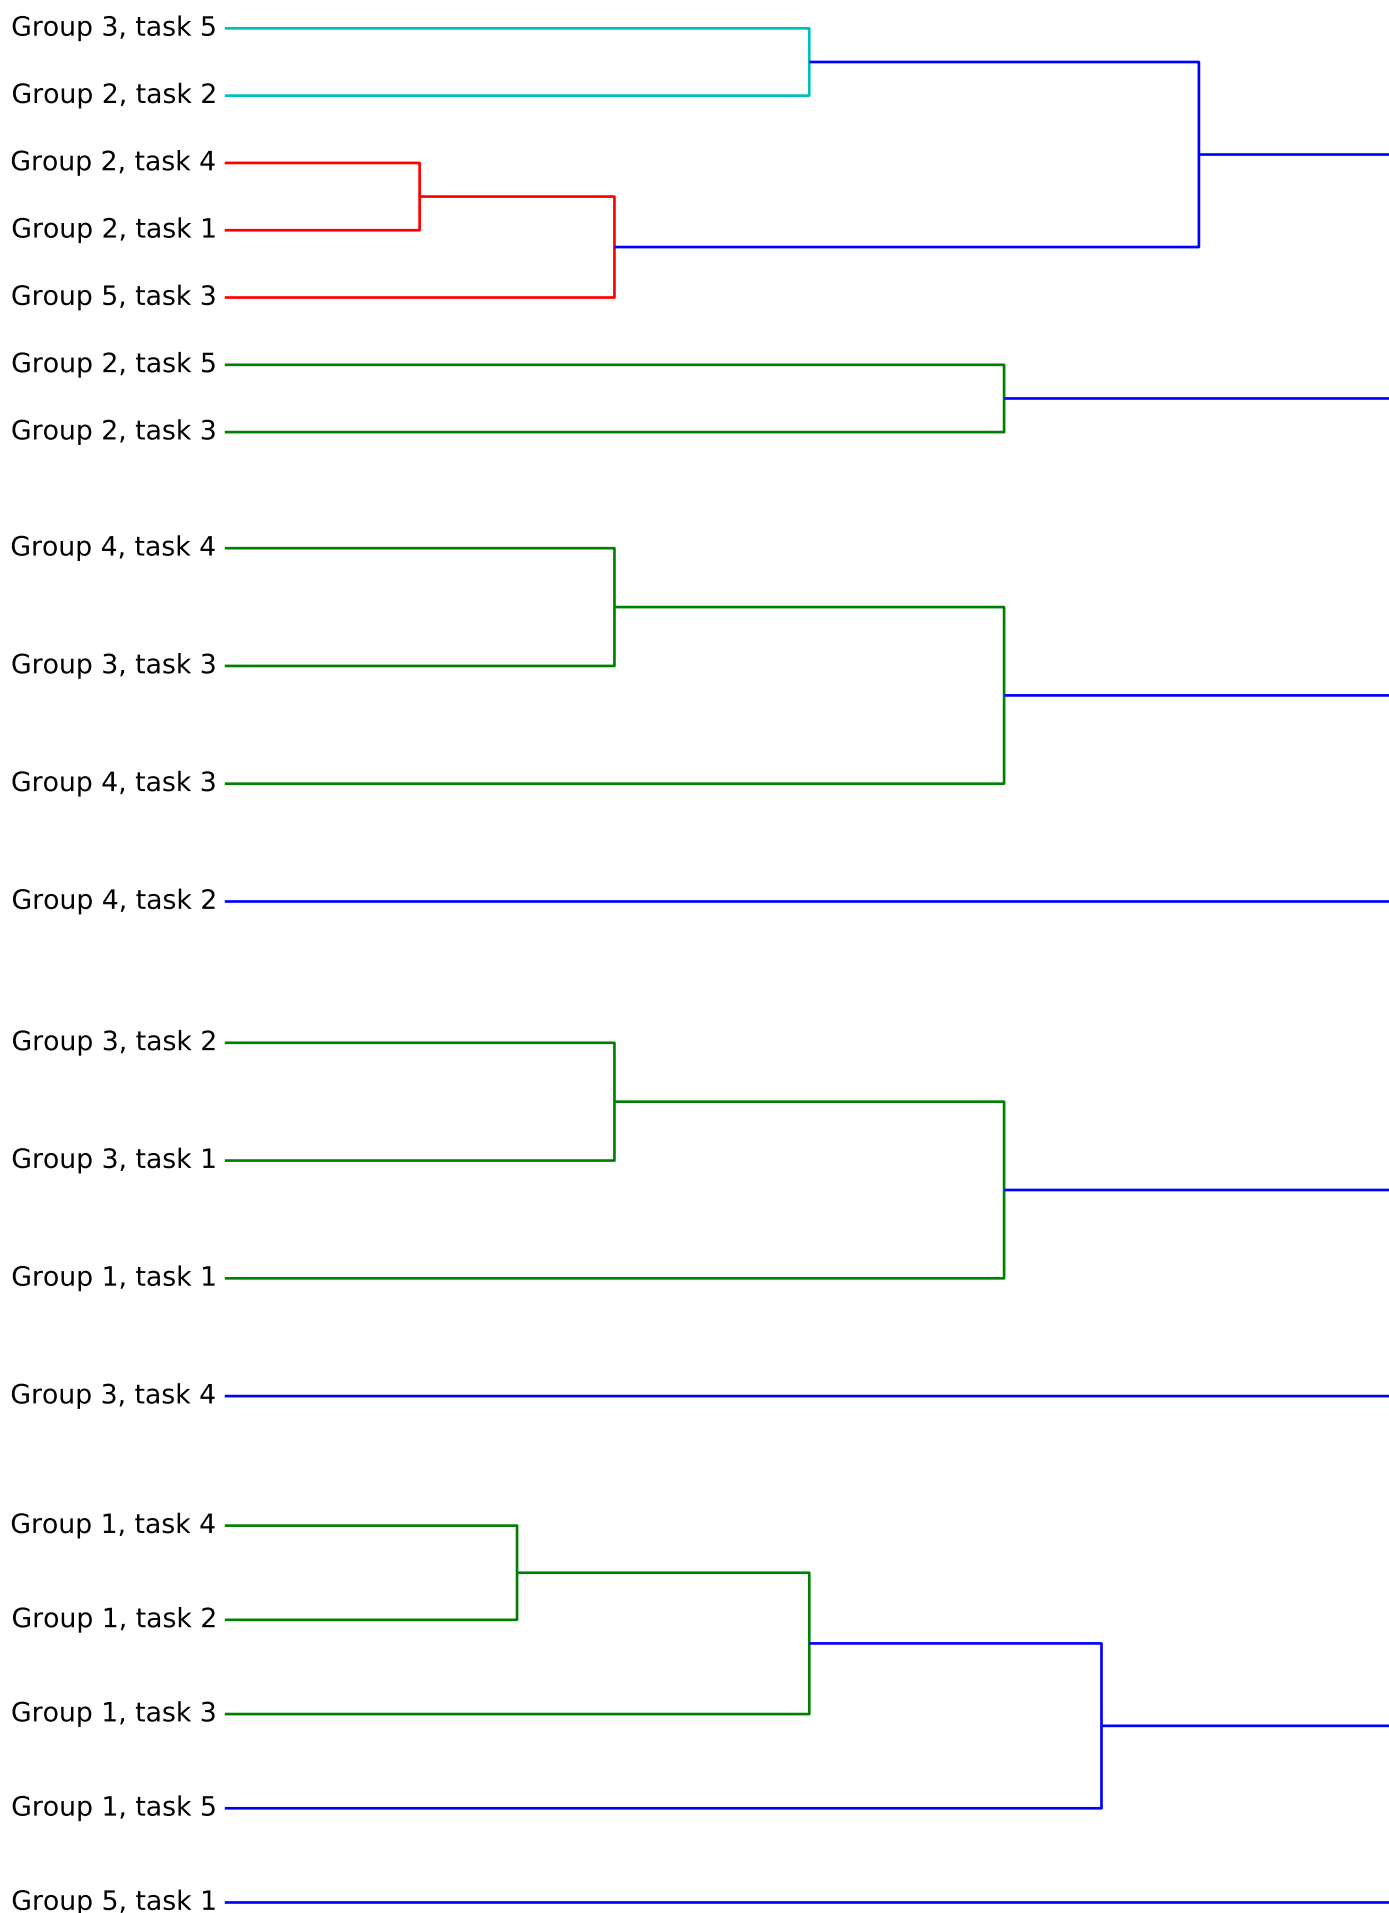 Group 3, task 5
Group 2, task 2
Group 2, task 4
Group 2, task 1
Group 5, task 3
Group 2, task 5
Group 2, task 3
Group 4, task 4
Group 3, task 3
Group 4, task 3
Group 4, task 2
Group 3, task 2
Group 3, task 1
Group 1, task 1
Group 3, task 4
Group 1, task 4
Group 1, task 2
Group 1, task 3
Group 1, task 5
Group 5, task 1